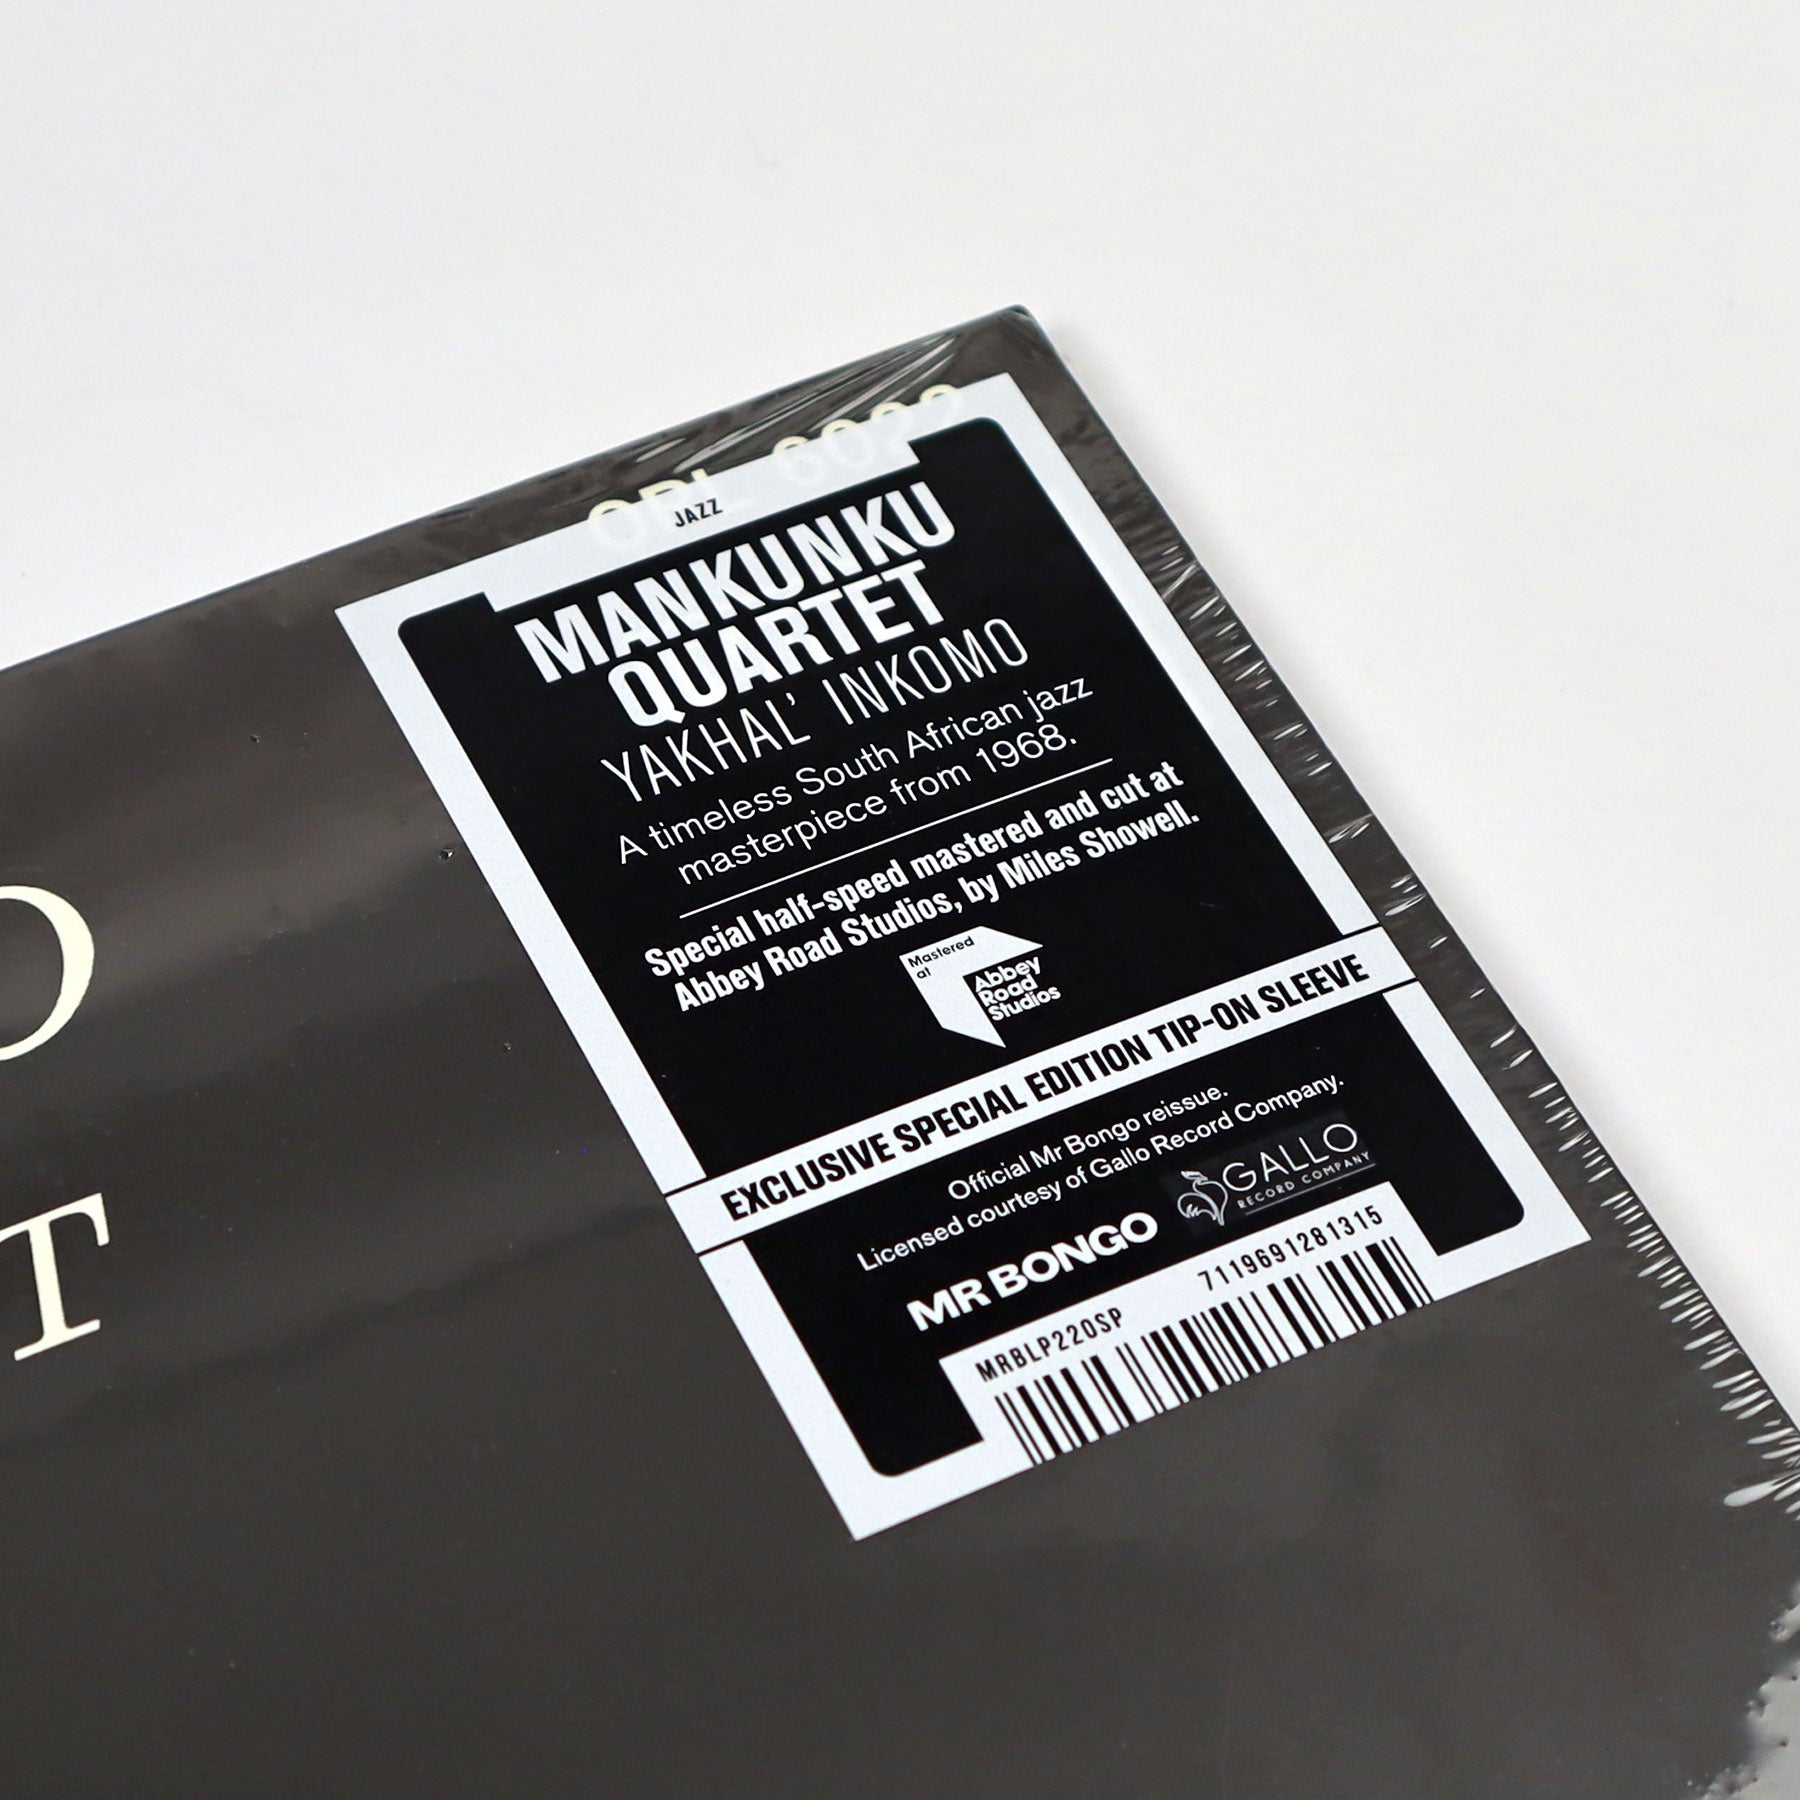 JAZZ
MANKUNKU
QUARTET
YAKHAL' INKOMO
A timeless South African jazz
masterpiece from 1968.
Special half-speed mastered and cut at
Abbey Road Studios, by Miles Showell.
Mastered
at
Abbey
Road
Studios
EXCLUSIVE SPECIAL EDITION TIP-ON SLEEVE
Official Mr Bongo reissue.
Licensed courtesy of Gallo Record Company.
MR BONGO
GALLO
RECORD COMPANY
MRBLP220SP
711969128131​5
O
T